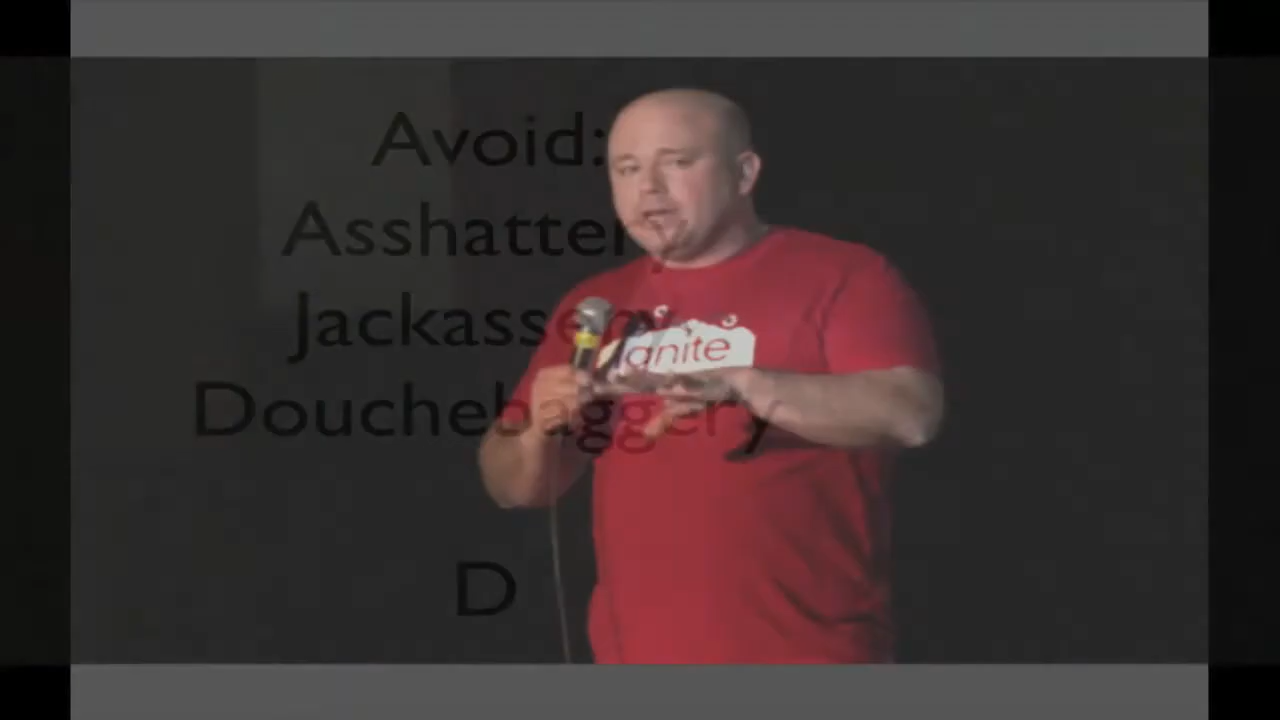 Avoid:
Asshattery
Jackassery
Ignite
Douchebaggery
D